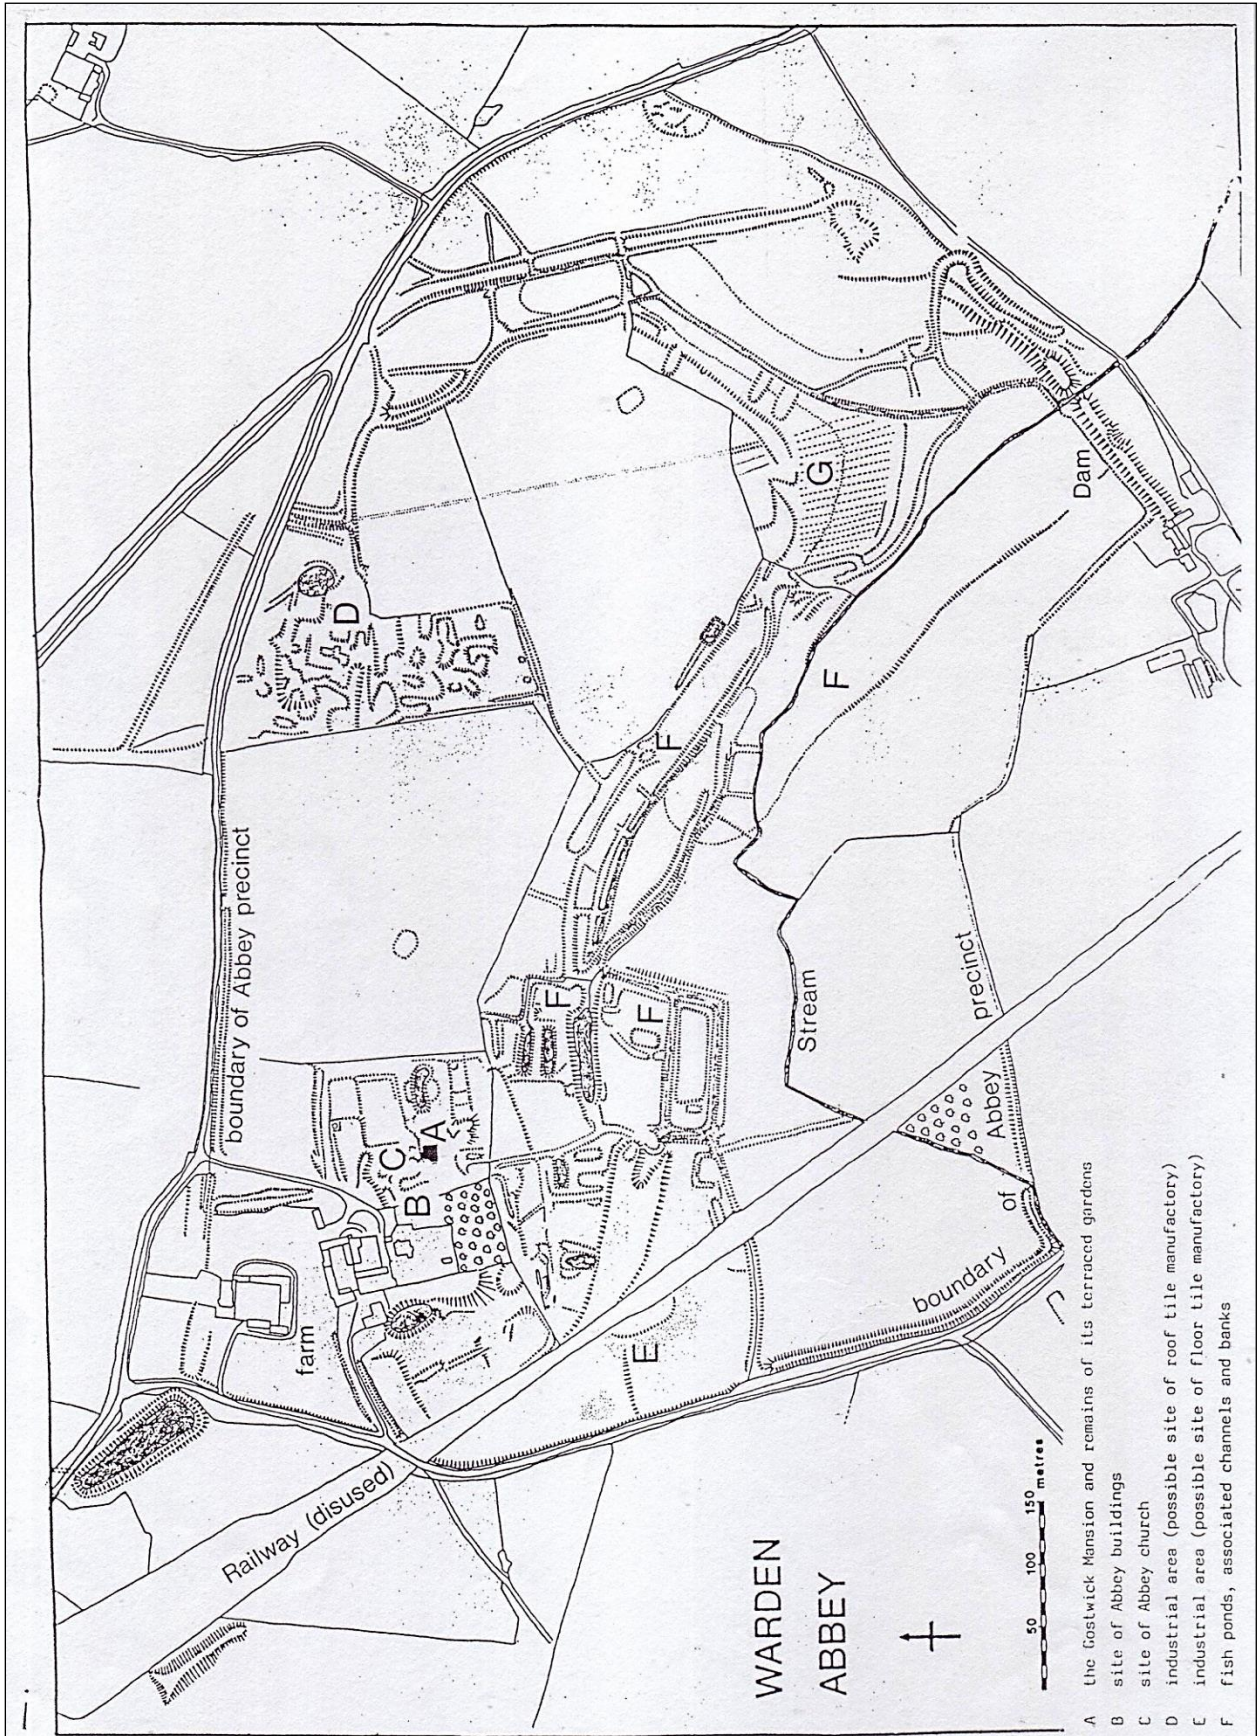 1.
boundary of Abbey precinct
D
farm
C
A
B
F
F
F
F
G
E
Railway (disused)
Stream
Dam
boundary
of
Abbey
precinct
WARDEN
ABBEY
50 100 150 metres
A the Gostwick Mansion and remains of its terraced gardens
B site of Abbey buildings
C site of Abbey church
D industrial area (possible site of roof tile manufactory)
E industrial area (possible site of floor tile manufactory)
F fish ponds, associated channels and banks